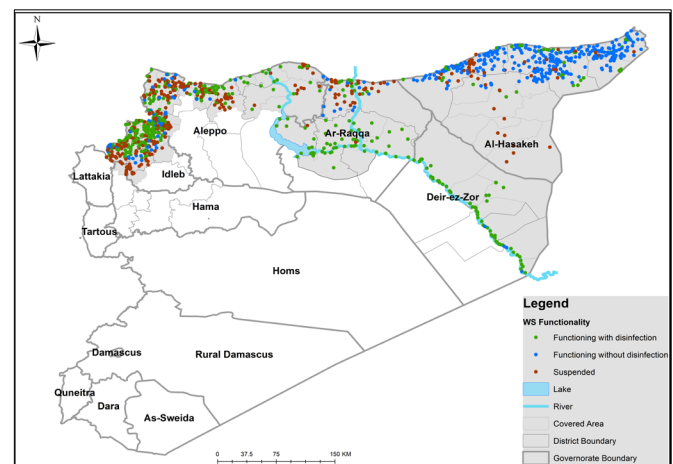 N
Aleppo
Ar-Raqqa
Al-Hasakeh
Lattakia
Idleb
Deir-ez-Zor
Hama
Tartous
Homs
Damascus
Rural Damascus
Quneitra
Dara
As-Sweida
0 37.5 75 150 KM
Legend
WS Functionality
Functioning with disinfection
Functioning without disinfection
Suspended
Lake
River
Covered Area
District Boundary
Governorate Boundary